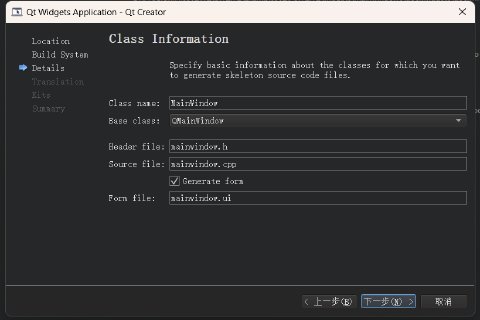 Qt Widgets Application - Qt Creator
Location
Build System
Details
Translation
Kits
Summary
Class Information
Specify basic information about the classes for which you want
to generate skeleton source code files.
Class name: MainWindow
Base class: QMainWindow
Header file: mainwindow.h
Source file: mainwindow.cpp
Generate form
Form file: mainwindow.ui
< 上一步(B)
下一步(N) >
取消